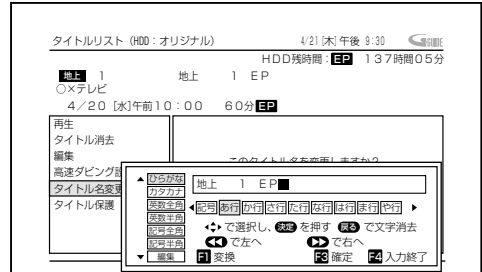 タイトルリスト（HDD：オリジナル） 4/21［木］午後 9:30 G-GUIDE
HDD残時間：EP 137時間05分
地上 1 地上 1 EP
○×テレビ
4／20［水］午前10：00 60分EP
再生
タイトル消去
編集
高速ダビング
タイトル名変更
タイトル保護
このタイトル名を変更しますか？
ひらがな
カタカナ
英数全角
英数半角
記号全角
記号半角
編集
地上 1 EP
記号 あ行 か行 さ行 た行 な行 は行 ま行 や行
で選択し、決定 を押す 戻る で文字消去
で左へ で右へ
F1 変換 F3 確定 F4 入力終了